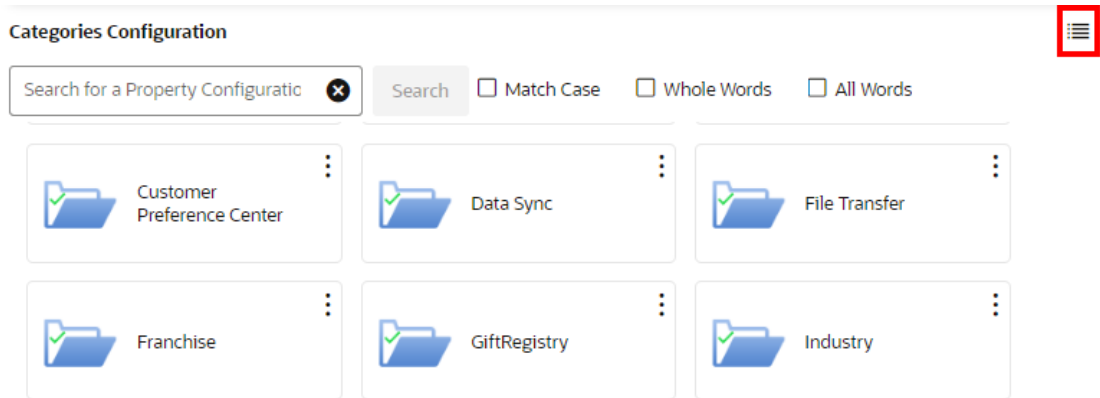 Categories Configuration
Search for a Property Configuratic
Search
Match Case
Whole Words
All Words
Customer
Preference Center
Data Sync
File Transfer
Franchise
GiftRegistry
Industry